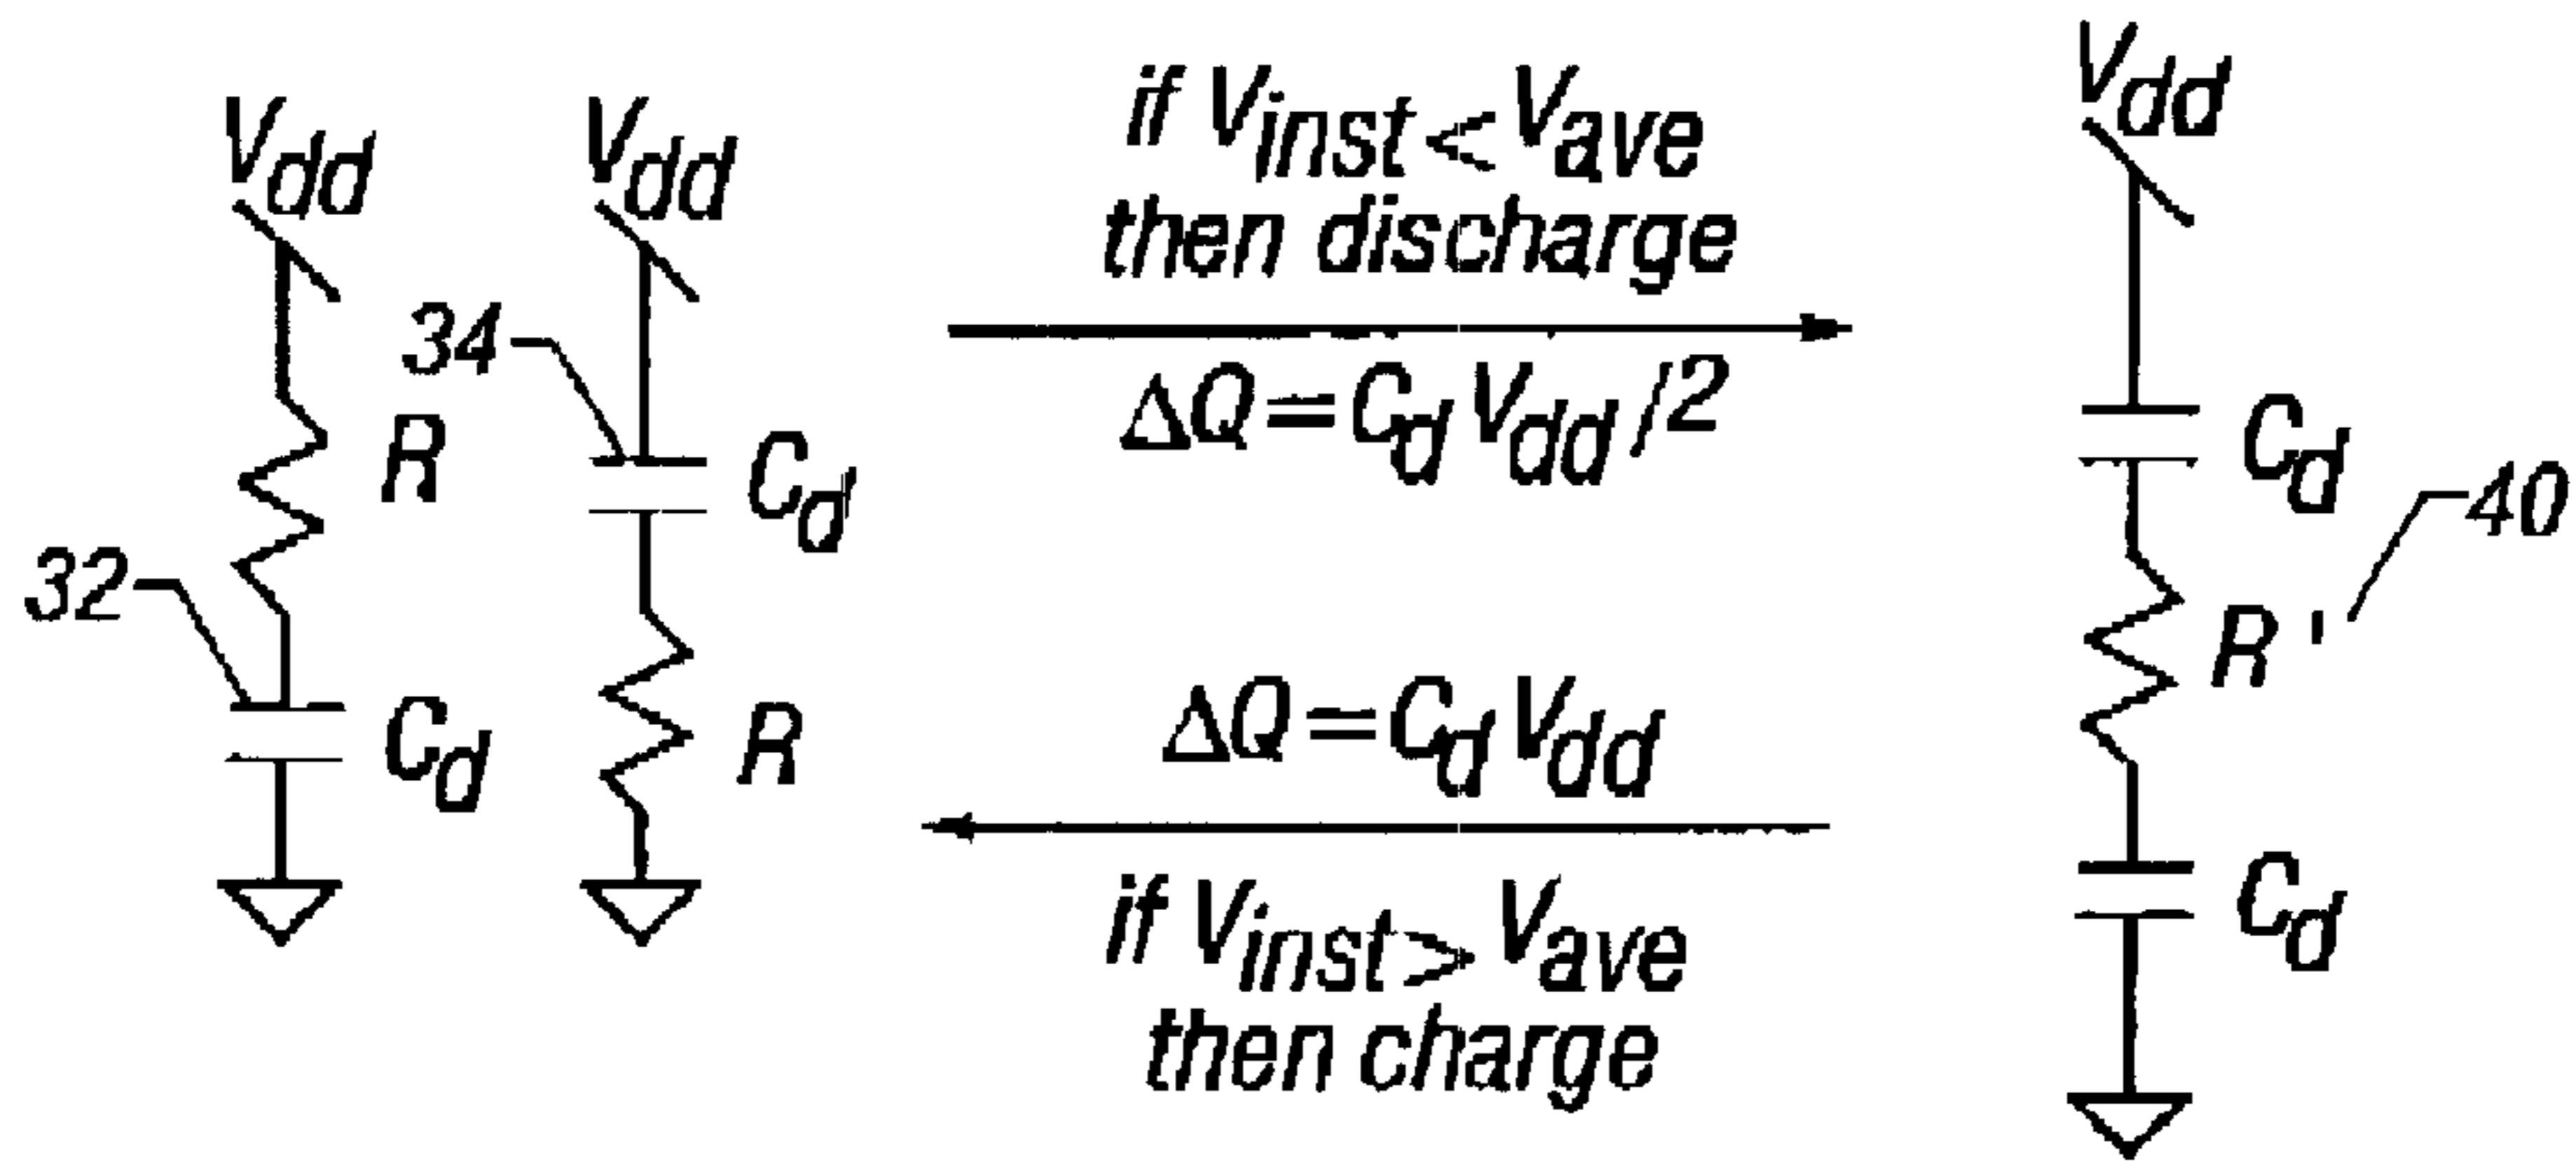 Vdd
Vdd
R
34
Cd
32
Cd
R
if Vinst < Vave
then discharge
ΔQ = Cd Vdd /2
ΔQ = Cd Vdd
if Vinst > Vave
then charge
Vdd
Cd
40
R'
Cd